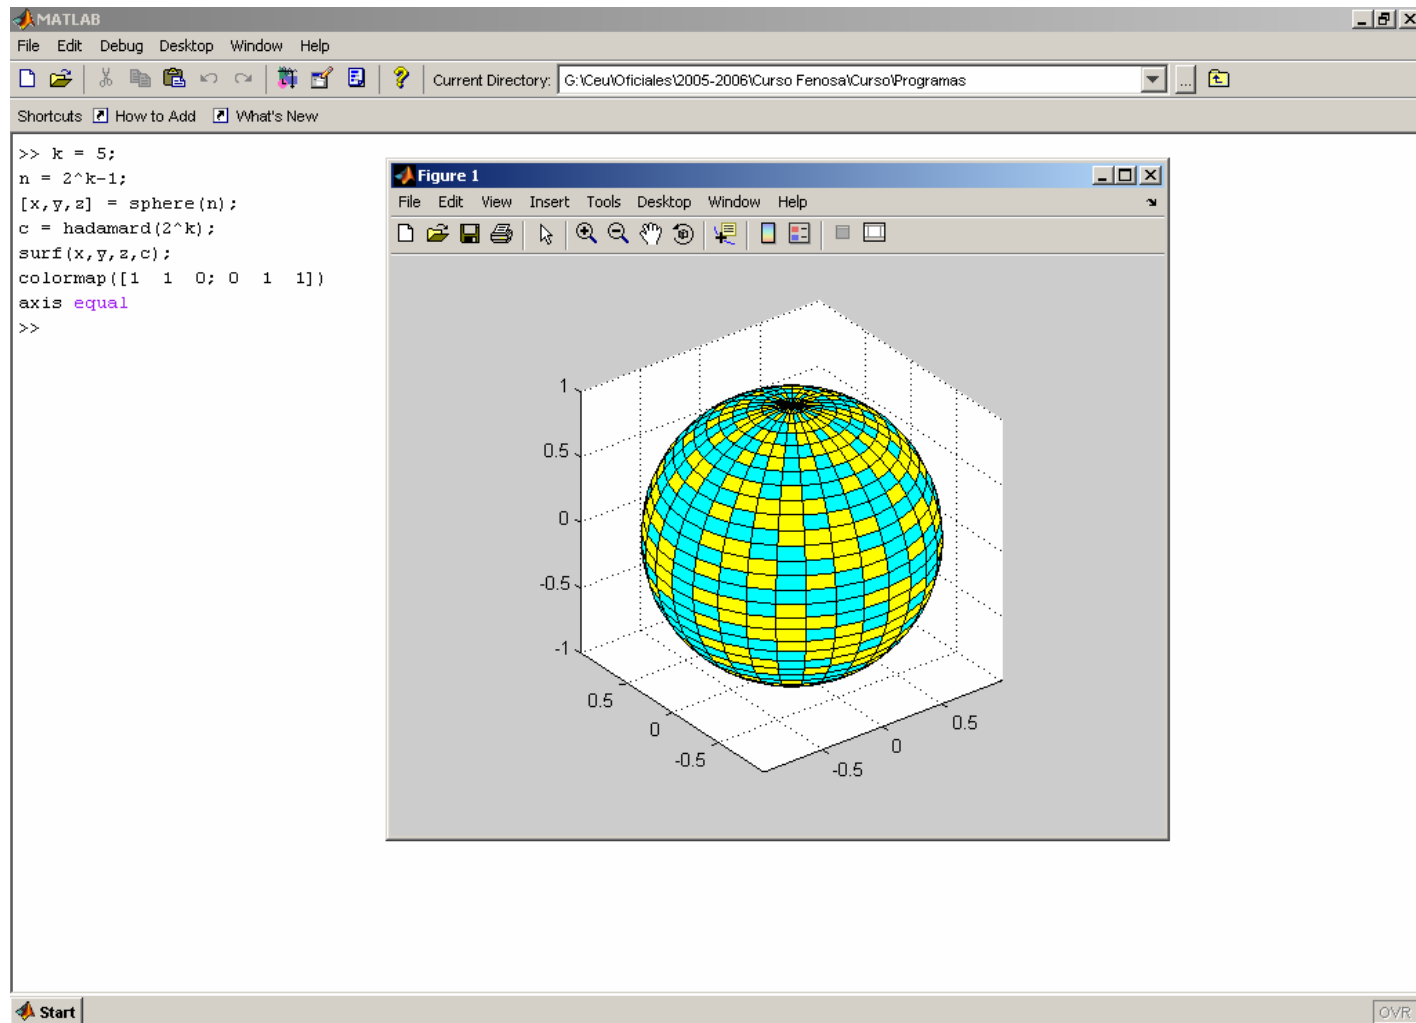 MATLAB
File Edit Debug Desktop Window Help
Current Directory: G:\Ceu\Oficiales\2005-2006\Curso Fenosa\Curso\Programas
...
Shortcuts How to Add What's New
>> k = 5;
n = 2^k-1;
[x,y,z] = sphere(n);
c = hadamard(2^k);
surf(x,y,z,c);
colormap([1  1  0; 0  1  1])
axis equal
>>
Figure 1
File Edit View Insert Tools Desktop Window Help
1
0.5
0
-0.5
-1
0.5
0
-0.5
-0.5
0
0.5
Start
OVR